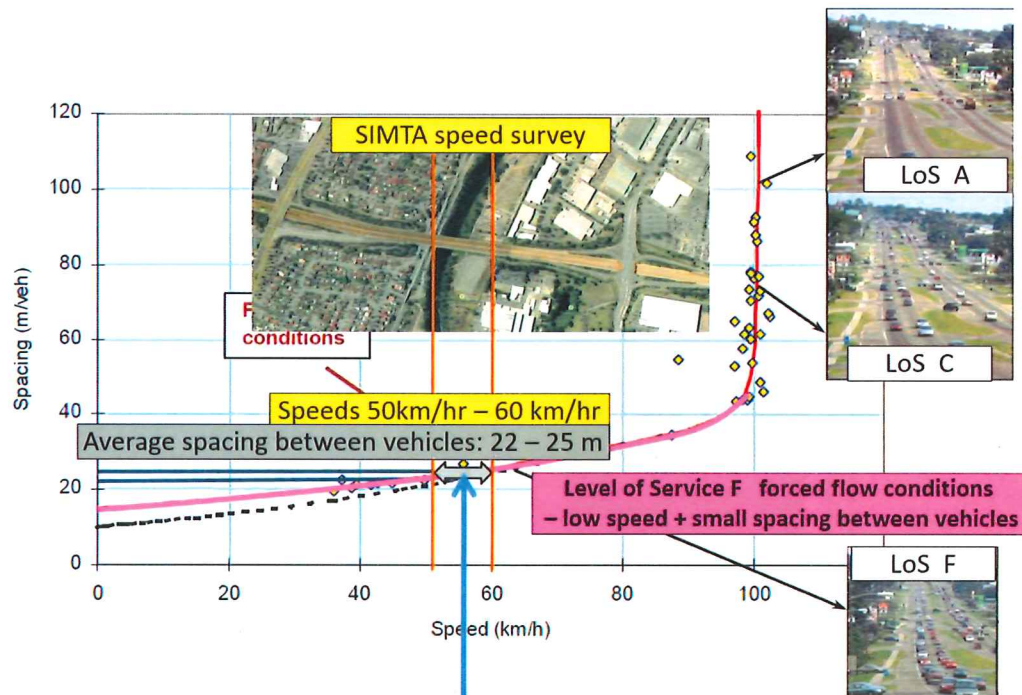 120
100
80
60
40
20
0
Spacing (m/veh)
SIMTA speed survey
conditions
Speeds 50km/hr – 60 km/hr
Average spacing between vehicles: 22 – 25 m
Level of Service F forced flow conditions
– low speed + small spacing between vehicles
0
20
40
60
80
100
Speed (km/h)
LoS A
LoS C
LoS F